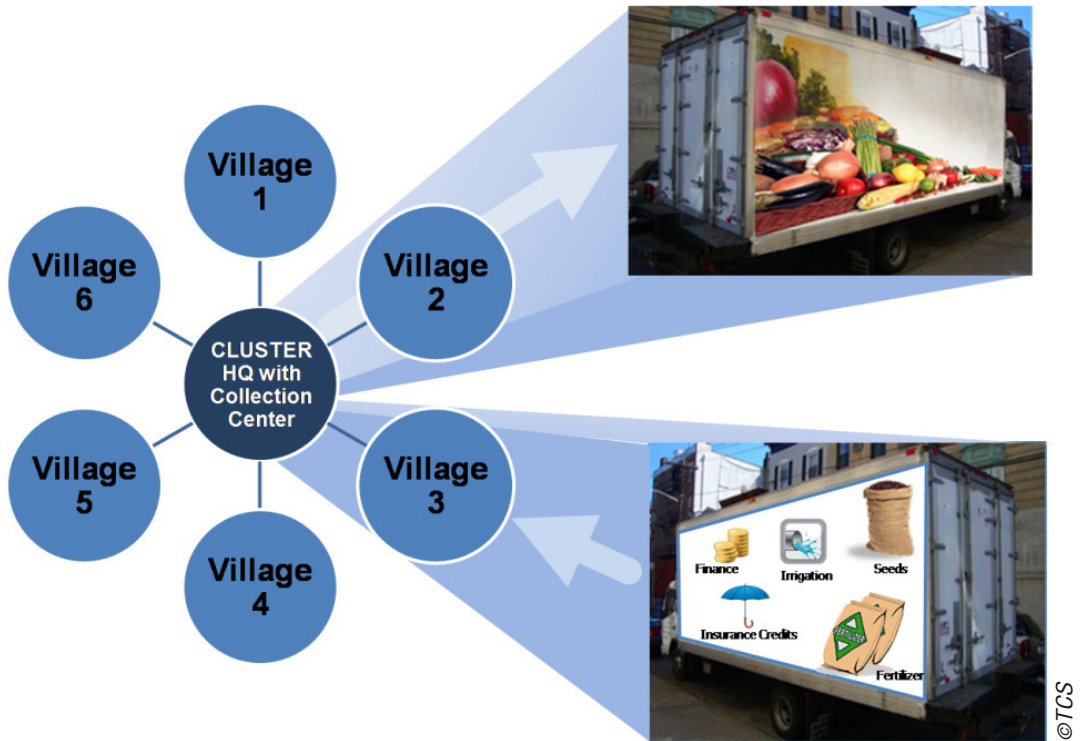 Village
1
Village
2
Village
3
Village
4
Village
5
Village
6
CLUSTER
HQ with
Collection
Center
Finance
Irrigation
Seeds
Insurance Credits
FERTILIZER
Fertilizer
©TCS